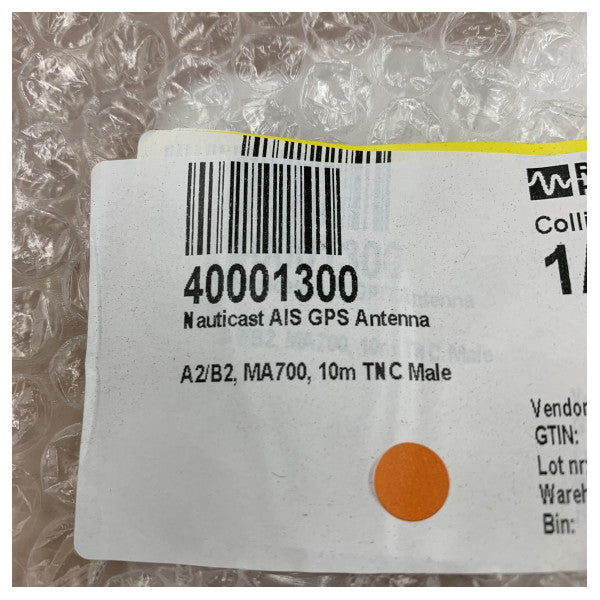 40001300
Nauticast AIS GPS Antenna
A2/B2, MA700, 10m TNC Male
R
Colli
1/
Vendor
GTIN:
Lot nr
Wareh
Bin: